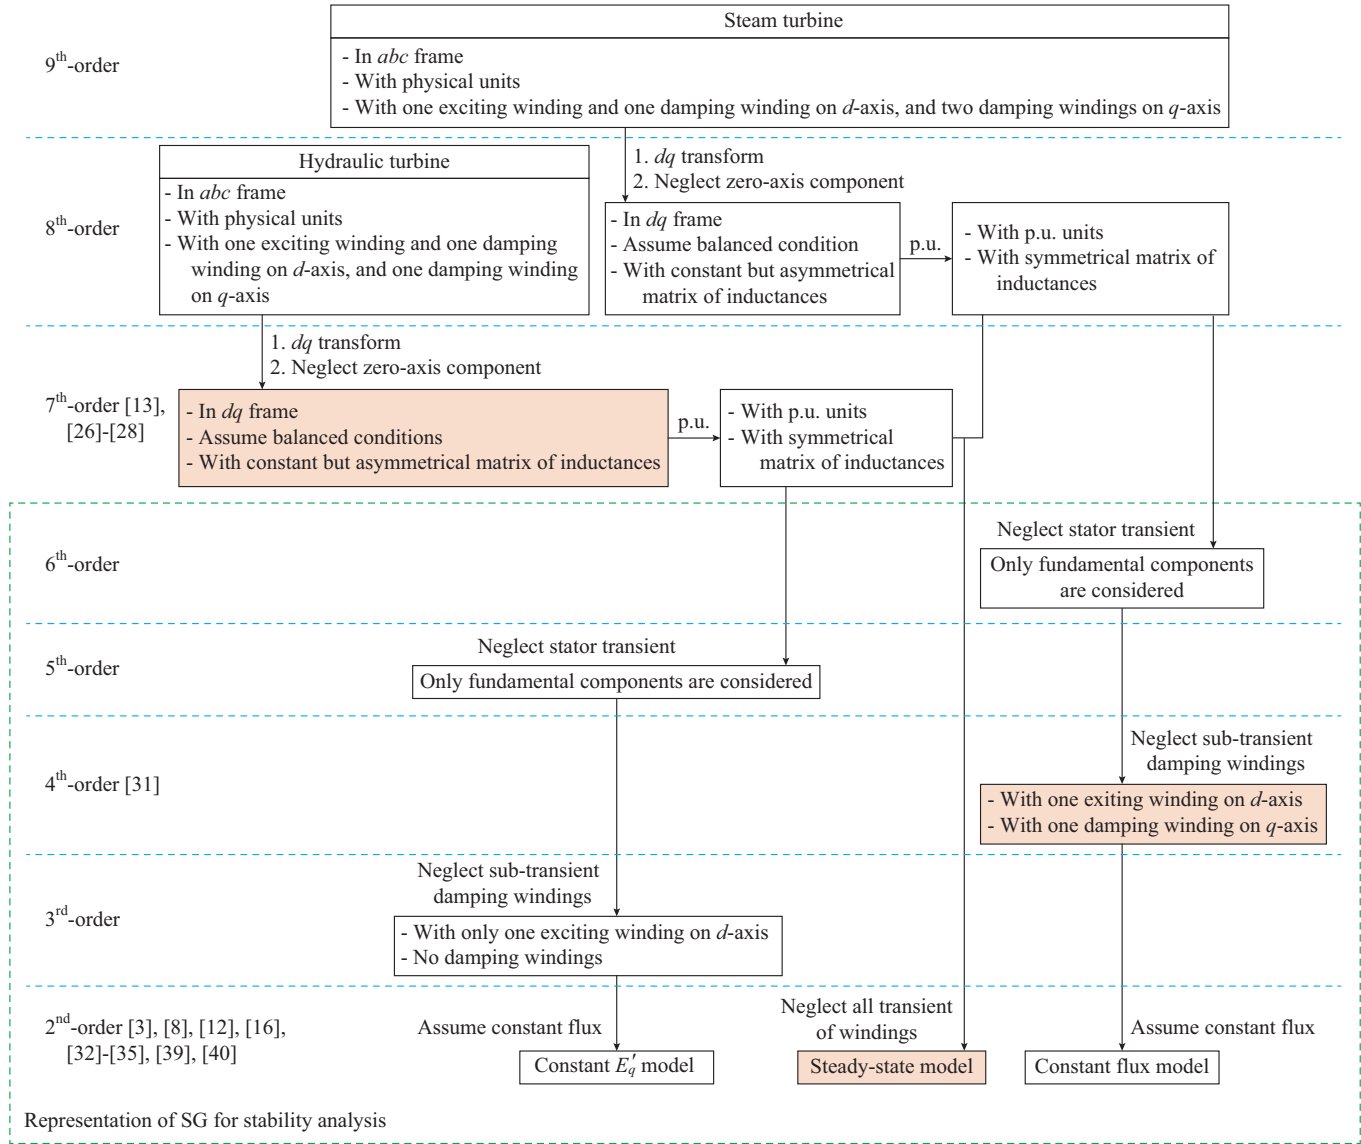 Steam turbine
9th-order
- In abc frame
- With physical units
- With one exciting winding and one damping winding on d-axis, and two damping windings on q-axis
1. dq transform
2. Neglect zero-axis component
Hydraulic turbine
8th-order
- In abc frame
- With physical units
- With one exciting winding and one damping
winding on d-axis, and one damping winding
on q-axis
- In dq frame
- Assume balanced condition
- With constant but asymmetrical
matrix of inductances
p.u.
- With p.u. units
- With symmetrical matrix of
inductances
1. dq transform
2. Neglect zero-axis component
7th-order [13],
[26]-[28]
- In dq frame
- Assume balanced conditions
- With constant but asymmetrical matrix of inductances
p.u.
- With p.u. units
- With symmetrical
matrix of inductances
Neglect stator transient
6th-order
Only fundamental components
are considered
Neglect stator transient
5th-order
Only fundamental components are considered
Neglect sub-transient
damping windings
4th-order [31]
- With one exiting winding on d-axis
- With one damping winding on q-axis
Neglect sub-transient
damping windings
3rd-order
- With only one exciting winding on d-axis
- No damping windings
2nd-order [3], [8], [12], [16],
[32]-[35], [39], [40]
Assume constant flux
Constant E′q model
Neglect all transient
of windings
Steady-state model
Assume constant flux
Constant flux model
Representation of SG for stability analysis